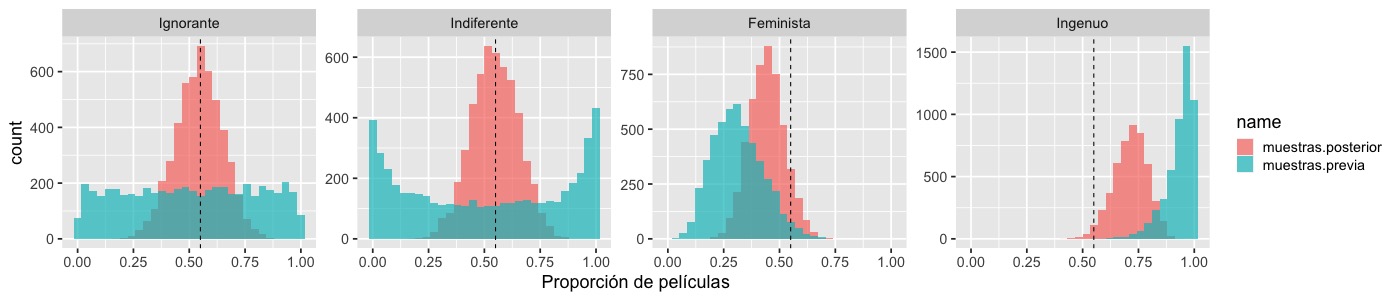 Ignorante
Indiferente
Feminista
Ingenuo
count
600
400
200
0
0.00 0.25 0.50 0.75 1.00
600
400
200
0
0.00 0.25 0.50 0.75 1.00
750
500
250
0
0.00 0.25 0.50 0.75 1.00
1500
1000
500
0
0.00 0.25 0.50 0.75 1.00
Proporción de películas
name
muestras.posterior
muestras.previa